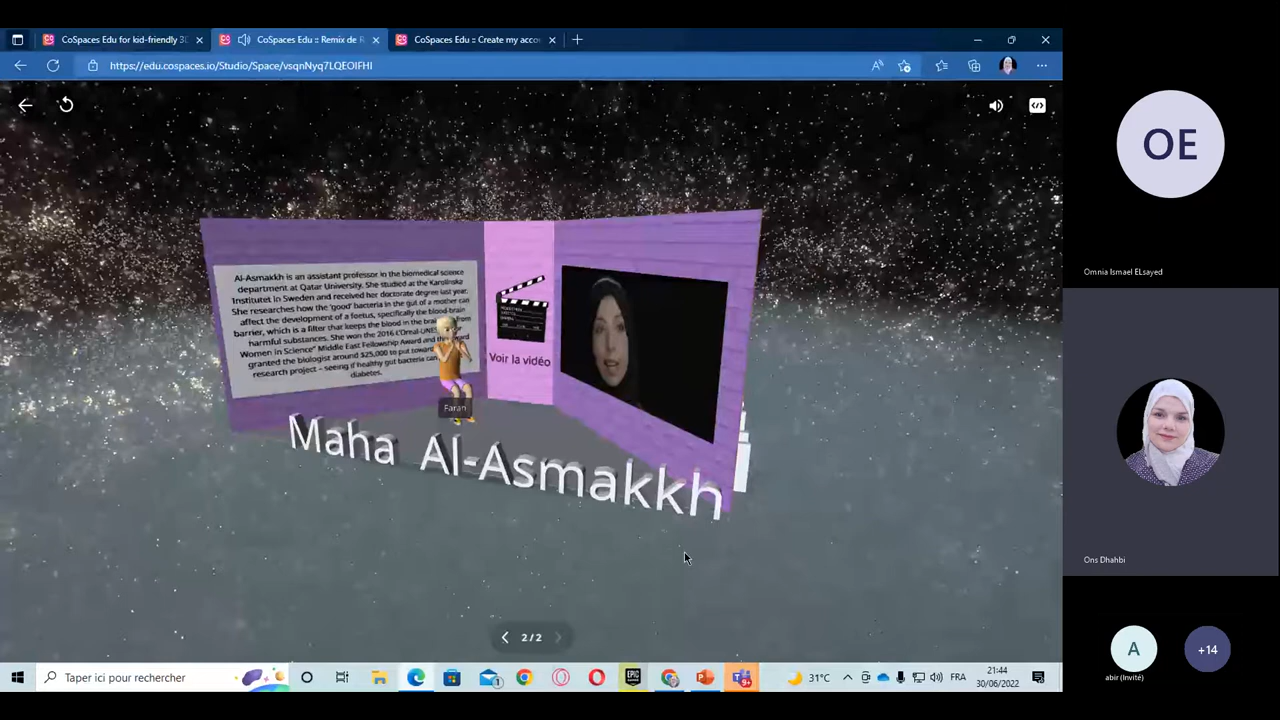 CoSpaces Edu for kid-friendly 3D
CoSpaces Edu :: Remix de R
CoSpaces Edu :: Create my acco
https://edu.cospaces.io/Studio/Space/vsqnNyq7LQEOIFHI
Al-Asmakkh is an assistant professor in the biomedical science
department at Qatar University. She studied at the Karolinska
Institutet in Sweden and received her doctorate degree last year.
She researches how the 'good' bacteria in the gut of a mother can
affect the development of a foetus, specifically the blood-brain
barrier, which is a filter that keeps the blood in the brain from
harmful substances. She won the 2016 L'Oreal-UNES for
Women in Science" Middle East Fellowship Award and the
granted the biologist around $25,000 to put toward
research project – seeing if healthy gut bacteria can
diabetes.
Voir la vidéo
Faran
Maha Al-Asmakkh
2/2
OE
Omnia Ismael ELsayed
Ons Dhahbi
A
+14
abir (Invité)
Taper ici pour rechercher
EPIC
9+
31°C
FRA
21:44
30/06/2022